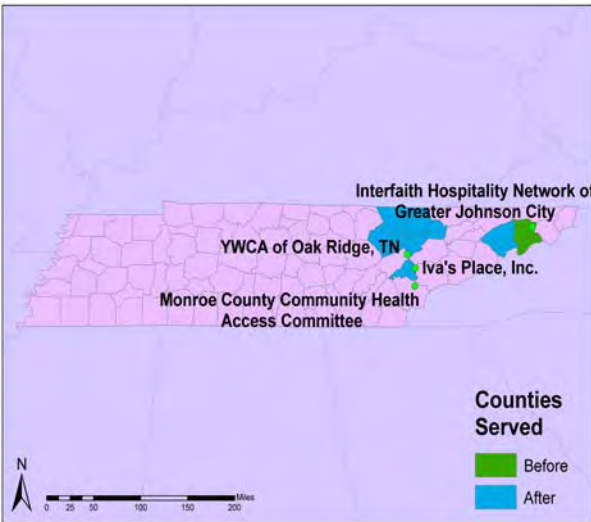 Interfaith Hospitality Network of
Greater Johnson City
YWCA of Oak Ridge, TN
Iva's Place, Inc.
Monroe County Community Health
Access Committee
Counties
Served
Before
After
N
Miles
0 25 50 100 150 200